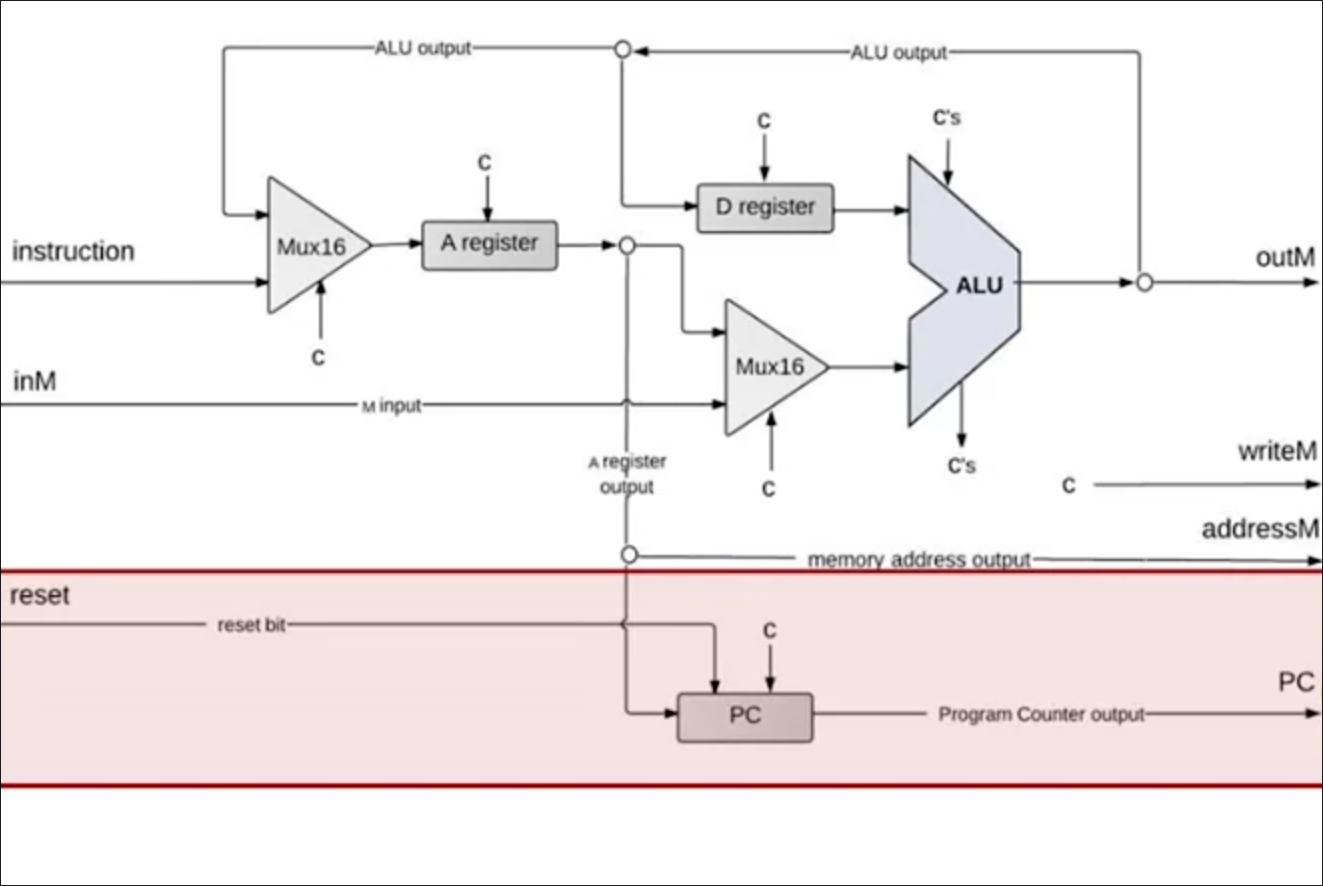 ALU output
ALU output
C
C's
C
D register
instruction
Mux16
A register
outM
ALU
C
inM
Mux16
M input
A register
output
C
C's
writeM
C
addressM
memory address output
reset
reset bit
C
PC
PC
Program Counter output